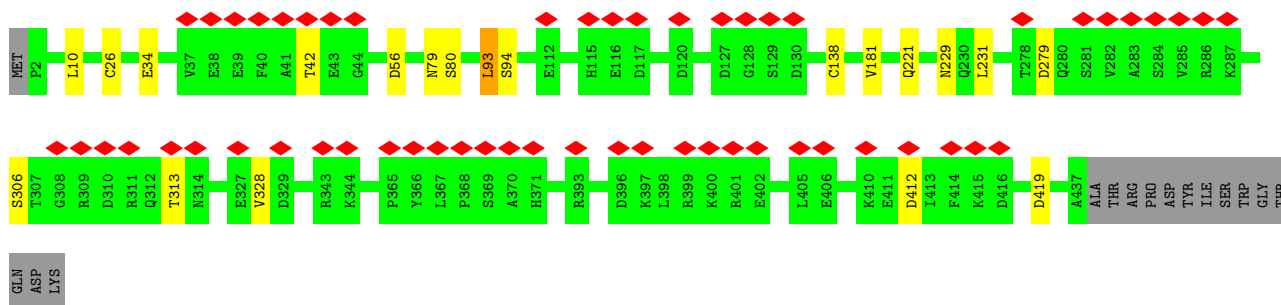 MET P2 L10 C26 E34 V37 E38 E39 F40 A41 T42 E43 G44 D56 N79 S80 L93 S94 E112 H115 E116 D117 D120 D127 G128 S129 D130 C138 V181 Q221 N229 Q230 L231 T278 D279 Q280 S281 V282 A283 S284 V285 R286 K287
S306 T307 G308 R309 D310 R311 Q312 T313 N314 E327 V328 D329 R343 K344 P365 Y366 L367 P368 S369 A370 H371 R393 D396 K397 L398 R399 K400 R401 E402 L405 E406 K410 E411 D412 I413 F414 K415 D416 D419 A437 ALA THR ARG PRO ASP TYR ILE SER TRP GLY THR
GLN ASP LYS